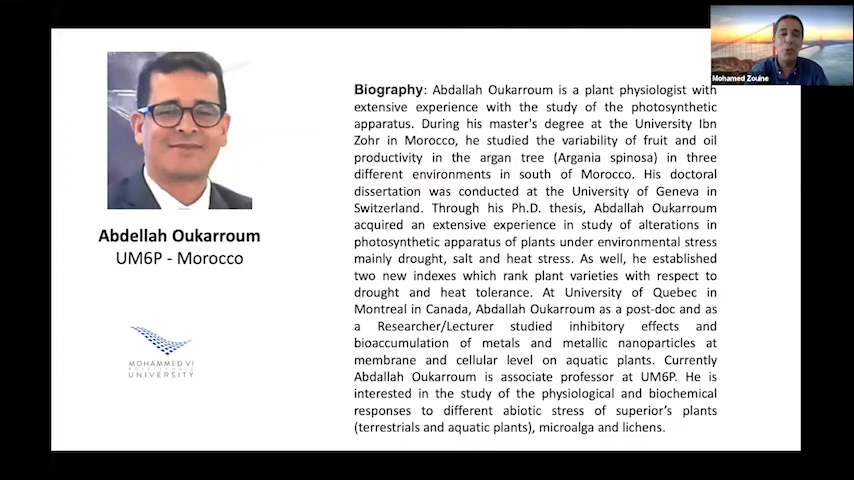 Mohamed Zouine
Abdellah Oukarroum
UM6P - Morocco
MOHAMMED VI
POLYTECHNIC
UNIVERSITY
Biography: Abdallah Oukarroum is a plant physiologist with
extensive experience with the study of the photosynthetic
apparatus. During his master's degree at the University Ibn
Zohr in Morocco, he studied the variability of fruit and oil
productivity in the argan tree (Argania spinosa) in three
different environments in south of Morocco. His doctoral
dissertation was conducted at the University of Geneva in
Switzerland. Through his Ph.D. thesis, Abdallah Oukarroum
acquired an extensive experience in study of alterations in
photosynthetic apparatus of plants under environmental stress
mainly drought, salt and heat stress. As well, he established
two new indexes which rank plant varieties with respect to
drought and heat tolerance. At University of Quebec in
Montreal in Canada, Abdallah Oukarroum as a post-doc and as
a Researcher/Lecturer studied inhibitory effects and
bioaccumulation of metals and metallic nanoparticles at
membrane and cellular level on aquatic plants. Currently
Abdallah Oukarroum is associate professor at UM6P. He is
interested in the study of the physiological and biochemical
responses to different abiotic stress of superior's plants
(terrestrials and aquatic plants), microalga and lichens.